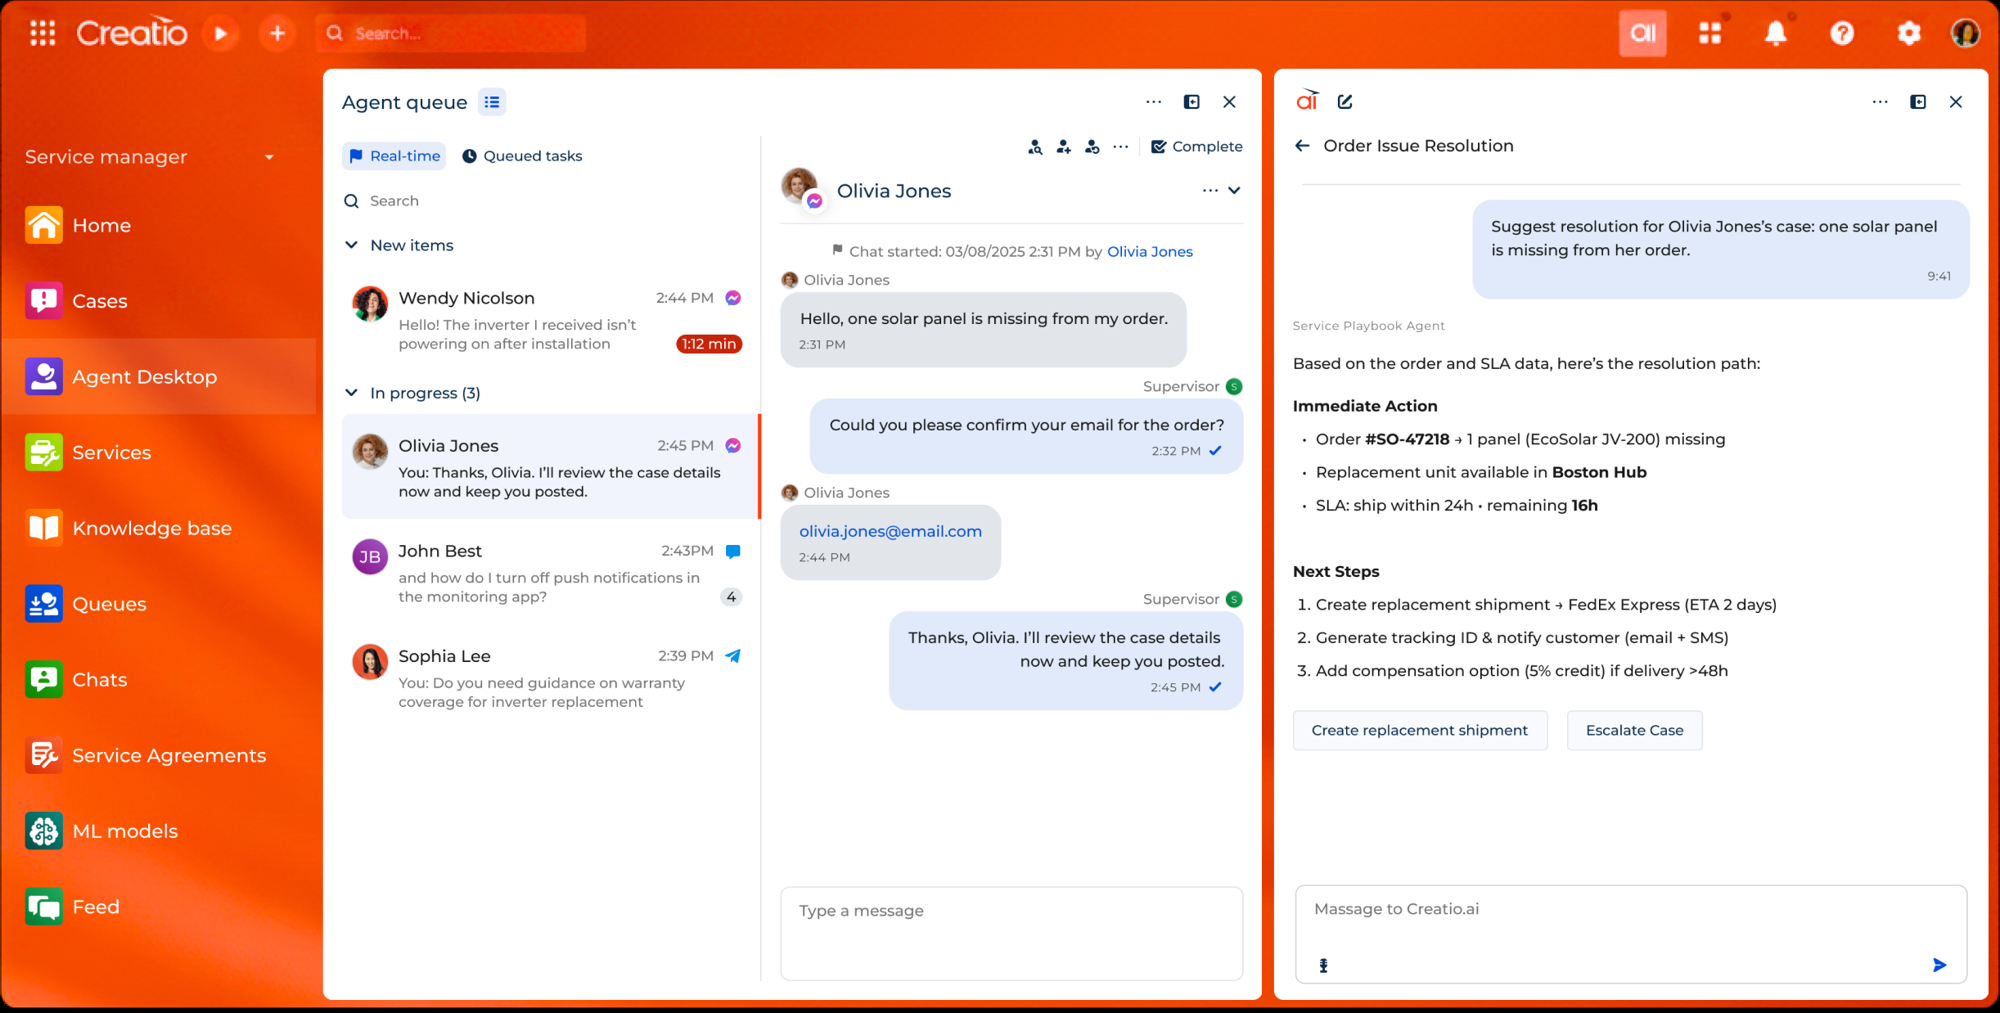 Creatio
Search...
ai
Service manager
Home
Cases
Agent Desktop
Services
Knowledge base
Queues
Chats
Service Agreements
ML models
Feed
Agent queue
Real-time
Queued tasks
Search
New items
Wendy Nicolson 2:44 PM
Hello! The inverter I received isn’t
powering on after installation
1:12 min
In progress (3)
Olivia Jones 2:45 PM
You: Thanks, Olivia. I’ll review the case details
now and keep you posted.
JB
John Best 2:43PM
and how do I turn off push notifications in
the monitoring app?
4
Sophia Lee 2:39 PM
You: Do you need guidance on warranty
coverage for inverter replacement
Complete
Olivia Jones
Chat started: 03/08/2025 2:31 PM by Olivia Jones
Olivia Jones
Hello, one solar panel is missing from my order.
2:31 PM
Supervisor S
Could you please confirm your email for the order?
2:32 PM
Olivia Jones
olivia.jones@email.com
2:44 PM
Supervisor S
Thanks, Olivia. I’ll review the case details
now and keep you posted.
2:45 PM
Type a message
ai
Order Issue Resolution
Suggest resolution for Olivia Jones’s case: one solar panel
is missing from her order.
9:41
Service Playbook Agent
Based on the order and SLA data, here’s the resolution path:
Immediate Action
• Order #SO-47218 → 1 panel (EcoSolar JV-200) missing
• Replacement unit available in Boston Hub
• SLA: ship within 24h • remaining 16h
Next Steps
1. Create replacement shipment → FedEx Express (ETA 2 days)
2. Generate tracking ID & notify customer (email + SMS)
3. Add compensation option (5% credit) if delivery >48h
Create replacement shipment
Escalate Case
Massage to Creatio.ai